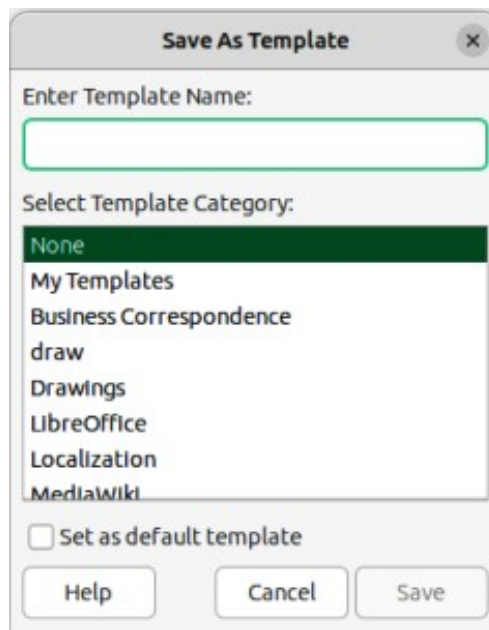 Save As Template
Enter Template Name:
Select Template Category:
None
My Templates
Business Correspondence
draw
Drawings
LibreOffice
Localization
MediaWiki
Set as default template
Help Cancel Save